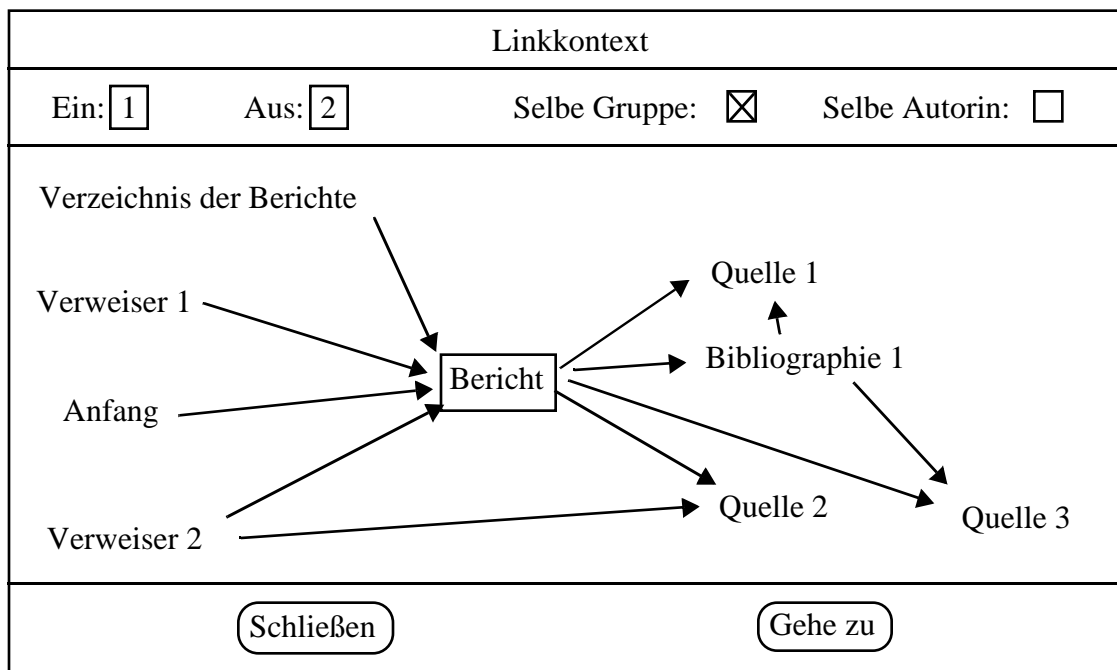 Linkkontext
Ein: 1 Aus: 2 Selbe Gruppe: Selbe Autorin:
Verzeichnis der Berichte
Quelle 1
Verweiser 1
Bibliographie 1
Bericht
Anfang
Quelle 2
Quelle 3
Verweiser 2
Schließen Gehe zu